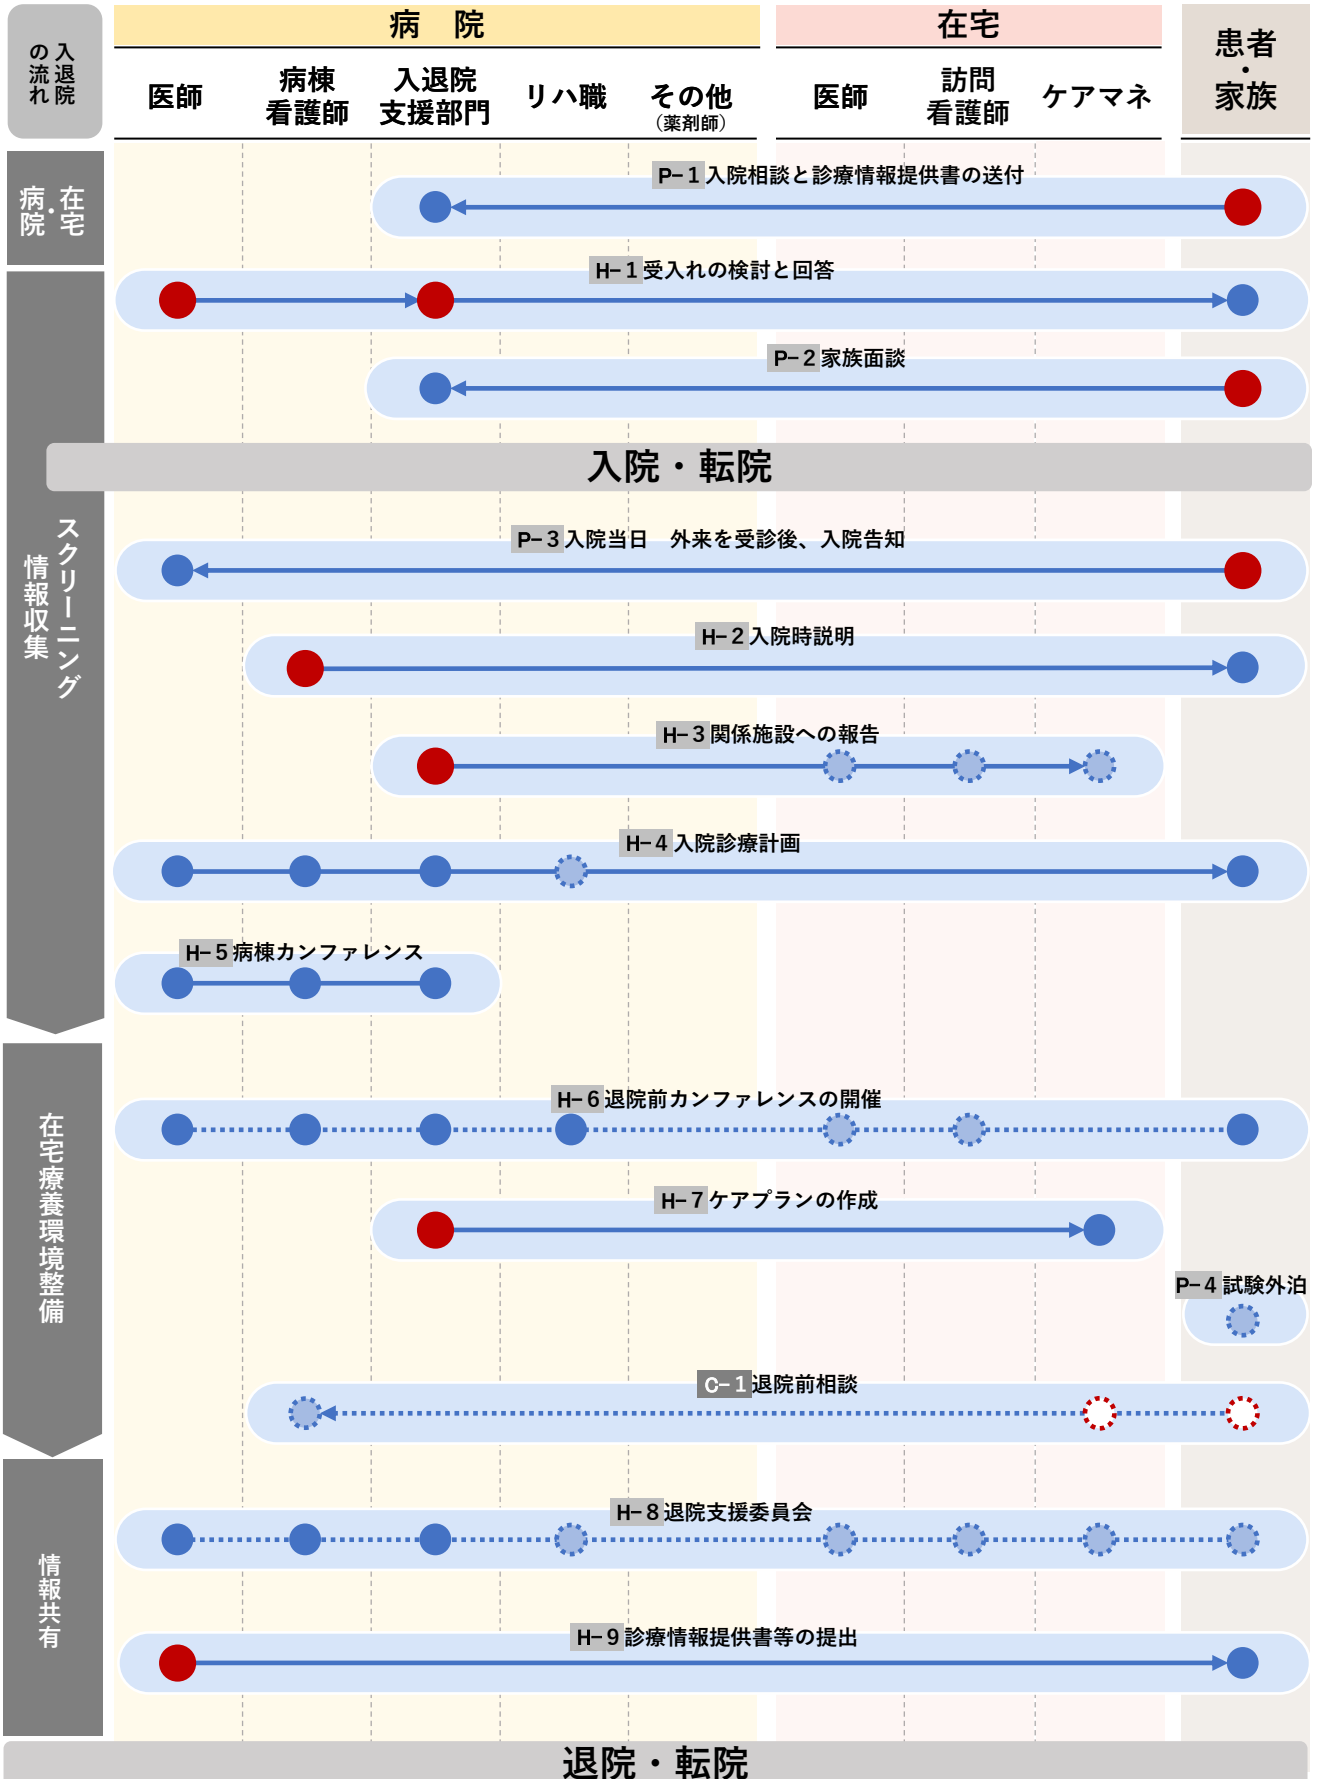 入退院
の流れ
病　院
在宅
患者
・
家族
医師
病棟
看護師
入退院
支援部門
リハ職
その他
（薬剤師）
医師
訪問
看護師
ケアマネ
在宅・
病院
P−１入院相談と診療情報提供書の送付
H−１受入れの検討と回答
P−２家族面談
入院・転院
スクリーニング
情報収集
P−３入院当日　外来を受診後、入院告知
H−２入院時説明
H−３関係施設への報告
H−４入院診療計画
H−５病棟カンファレンス
在宅療養環境整備
H−６退院前カンファレンスの開催
H−７ケアプランの作成
P−４試験外泊
C−１退院前相談
情報共有
H−８退院支援委員会
H−９診療情報提供書等の提出
退院・転院